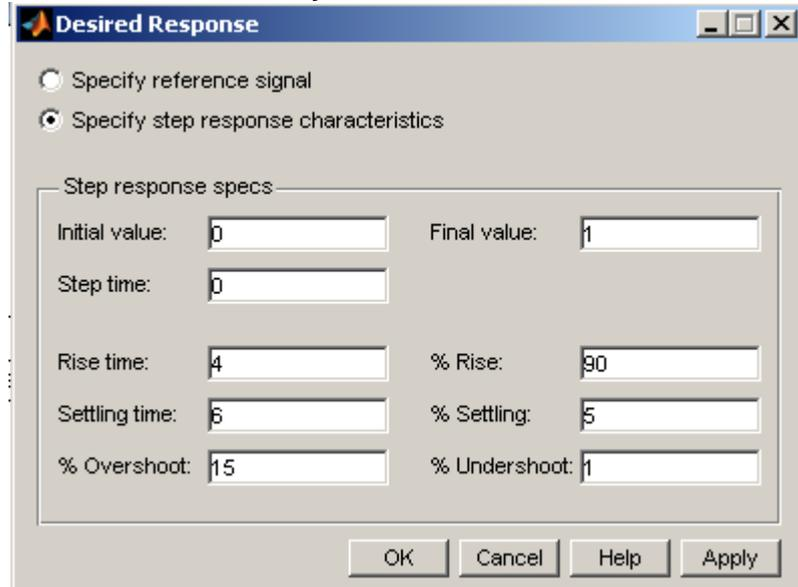 Desired Response
Specify reference signal
Specify step response characteristics
Step response specs
Initial value: 0 Final value: 1
Step time: 0
Rise time: 4 % Rise: 90
Settling time: 6 % Settling: 5
% Overshoot: 15 % Undershoot: 1
OK Cancel Help Apply